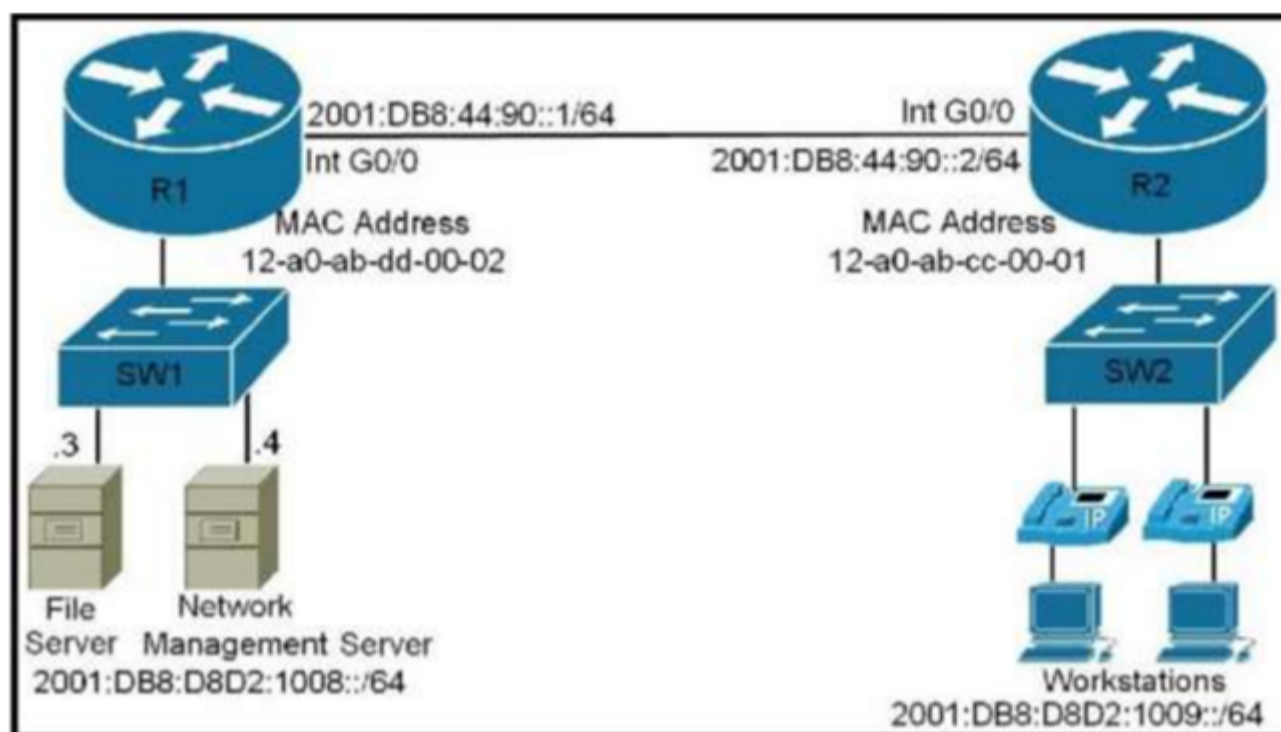 2001:DB8:44:90::1/64
Int G0/0
Int G0/0
2001:DB8:44:90::2/64
R1
R2
MAC Address
12-a0-ab-dd-00-02
MAC Address
12-a0-ab-cc-00-01
SW1
SW2
.3
.4
IP
IP
File
Server
Network
Management Server
2001:DB8:D8D2:1008::/64
Workstations
2001:DB8:D8D2:1009::/64